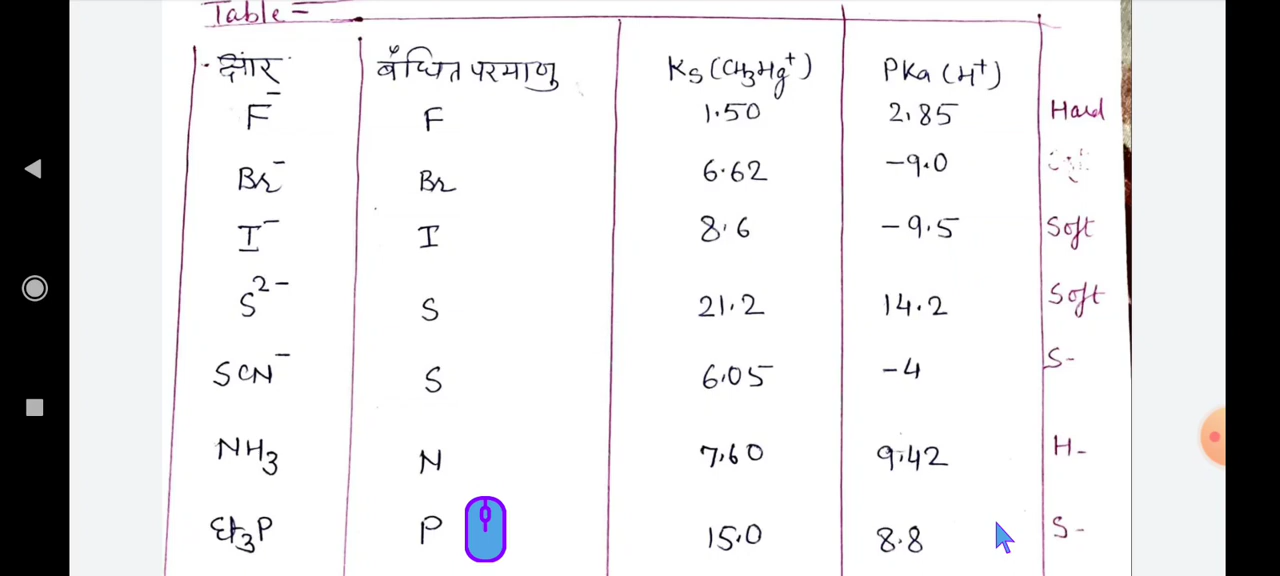 Table =
क्षार बंधित परमाणु Ks (CH3Hg+) PKa (H+)
F- F 1.50 2.85 Hard
Br- Br 6.62 -9.0
I- I 8.6 -9.5 Soft
S2- S 21.2 14.2 Soft
SCN- S 6.05 -4 S-
NH3 N 7.60 9.42 H-
Et3P P 15.0 8.8 S-